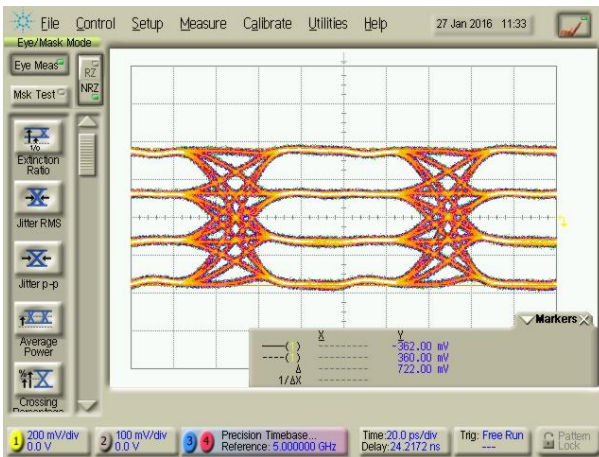 File Control Setup Measure Calibrate Utilities Help 27 Jan 2016 11:33
Eye/Mask Mode
Eye Meas
RZ
NRZ
Msk Test
1/0
Extinction
Ratio
Jitter RMS
Jitter p-p
Average
Power
%
Crossing
Percentage
Markers
X Y
-362.00 mV
360.00 mV
Δ 722.00 mV
1/ΔX
1 200 mV/div
0.0 V
2 100 mV/div
0.0 V
3 4 Precision Timebase...
Reference: 5.000000 GHz
Time:20.0 ps/div
Delay:24.2172 ns
Trig: Free Run
Pattern
Lock